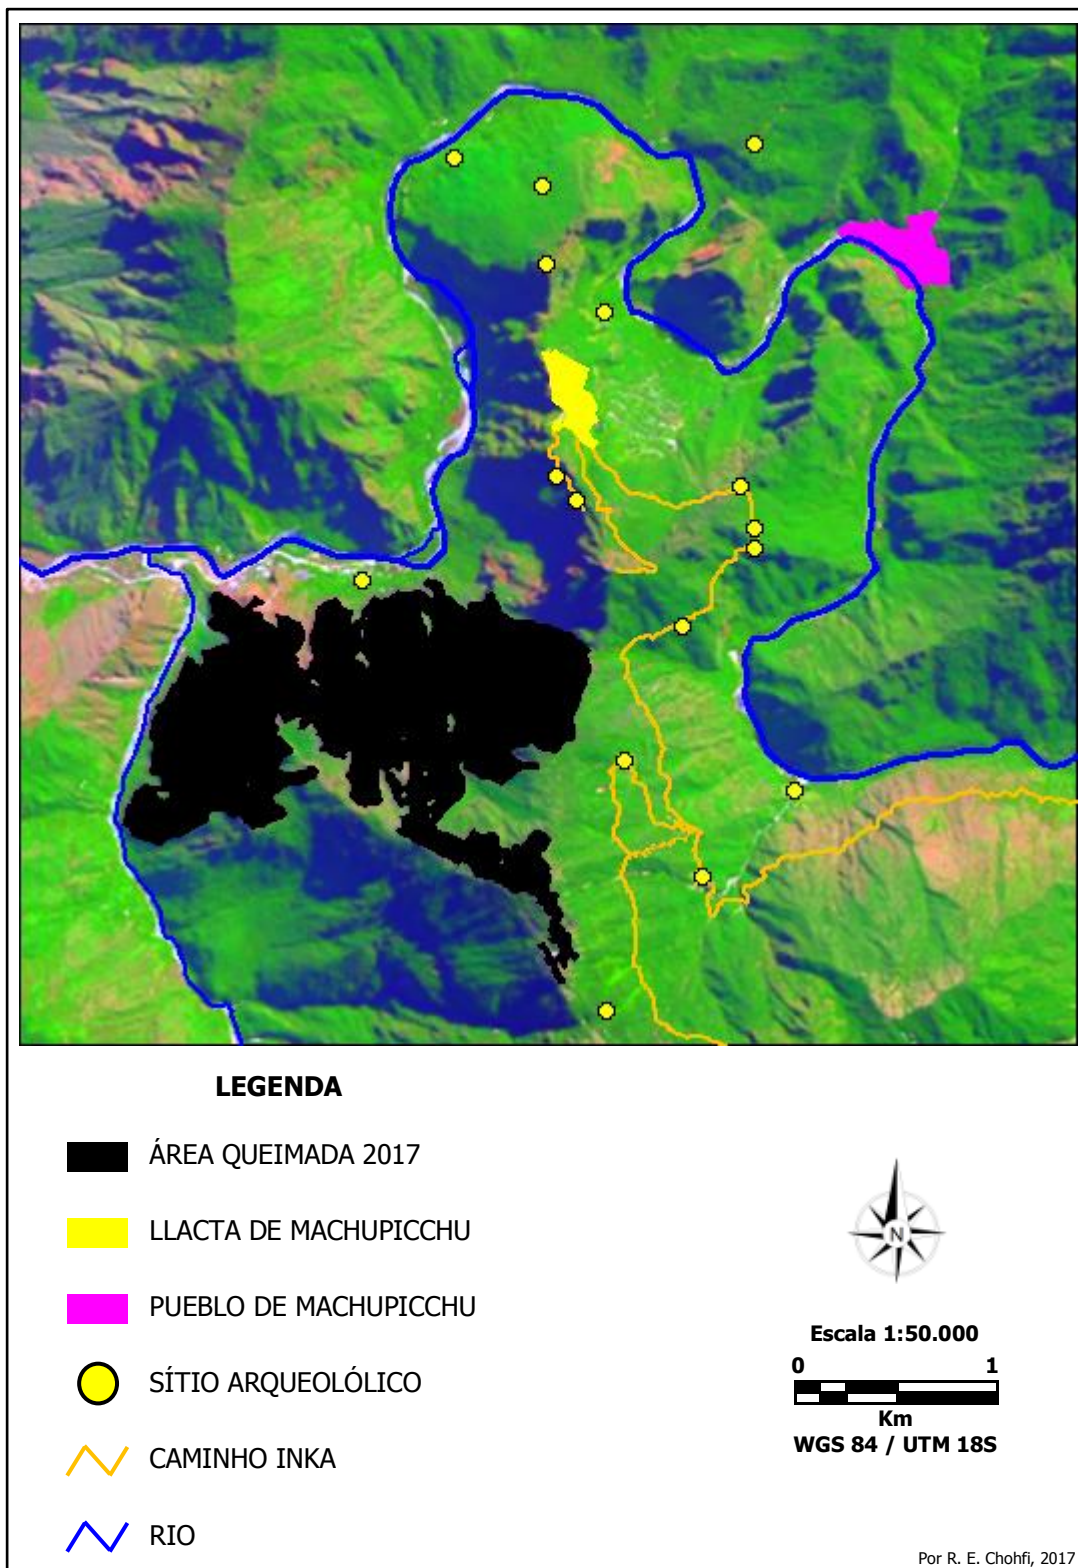 LEGENDA
ÁREA QUEIMADA 2017
LLACTA DE MACHUPICCHU
PUEBLO DE MACHUPICCHU
SÍTIO ARQUEOLÓLICO
CAMINHO INKA
RIO
N
Escala 1:50.000
0 1
Km
WGS 84 / UTM 18S
Por R. E. Chohfi, 2017